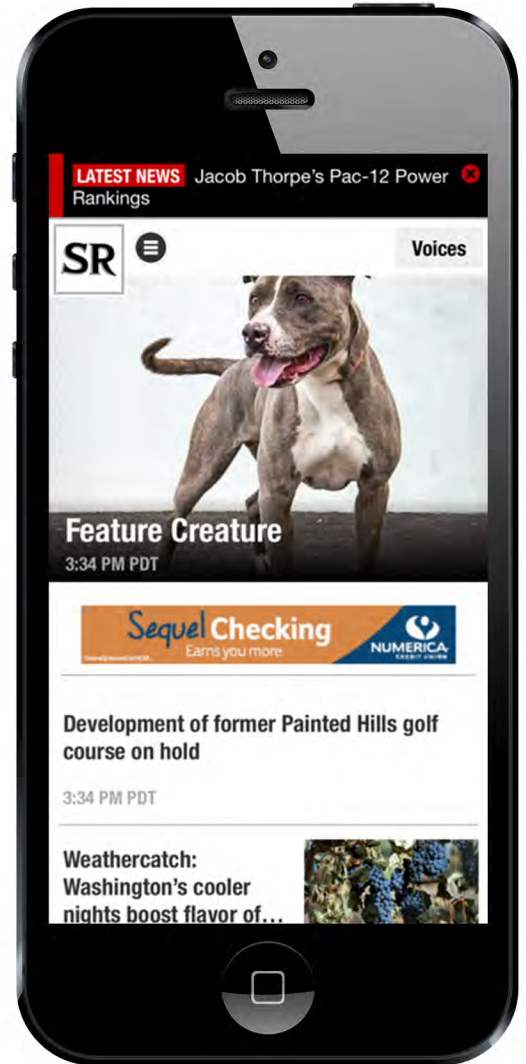 LATEST NEWS Jacob Thorpe's Pac-12 Power
Rankings
SR
Voices
Feature Creature
3:34 PM PDT
Sequel Checking
Earns you more
NUMERICA
CREDIT UNION
Development of former Painted Hills golf
course on hold
3:34 PM PDT
Weathercatch:
Washington's cooler
nights boost flavor of...